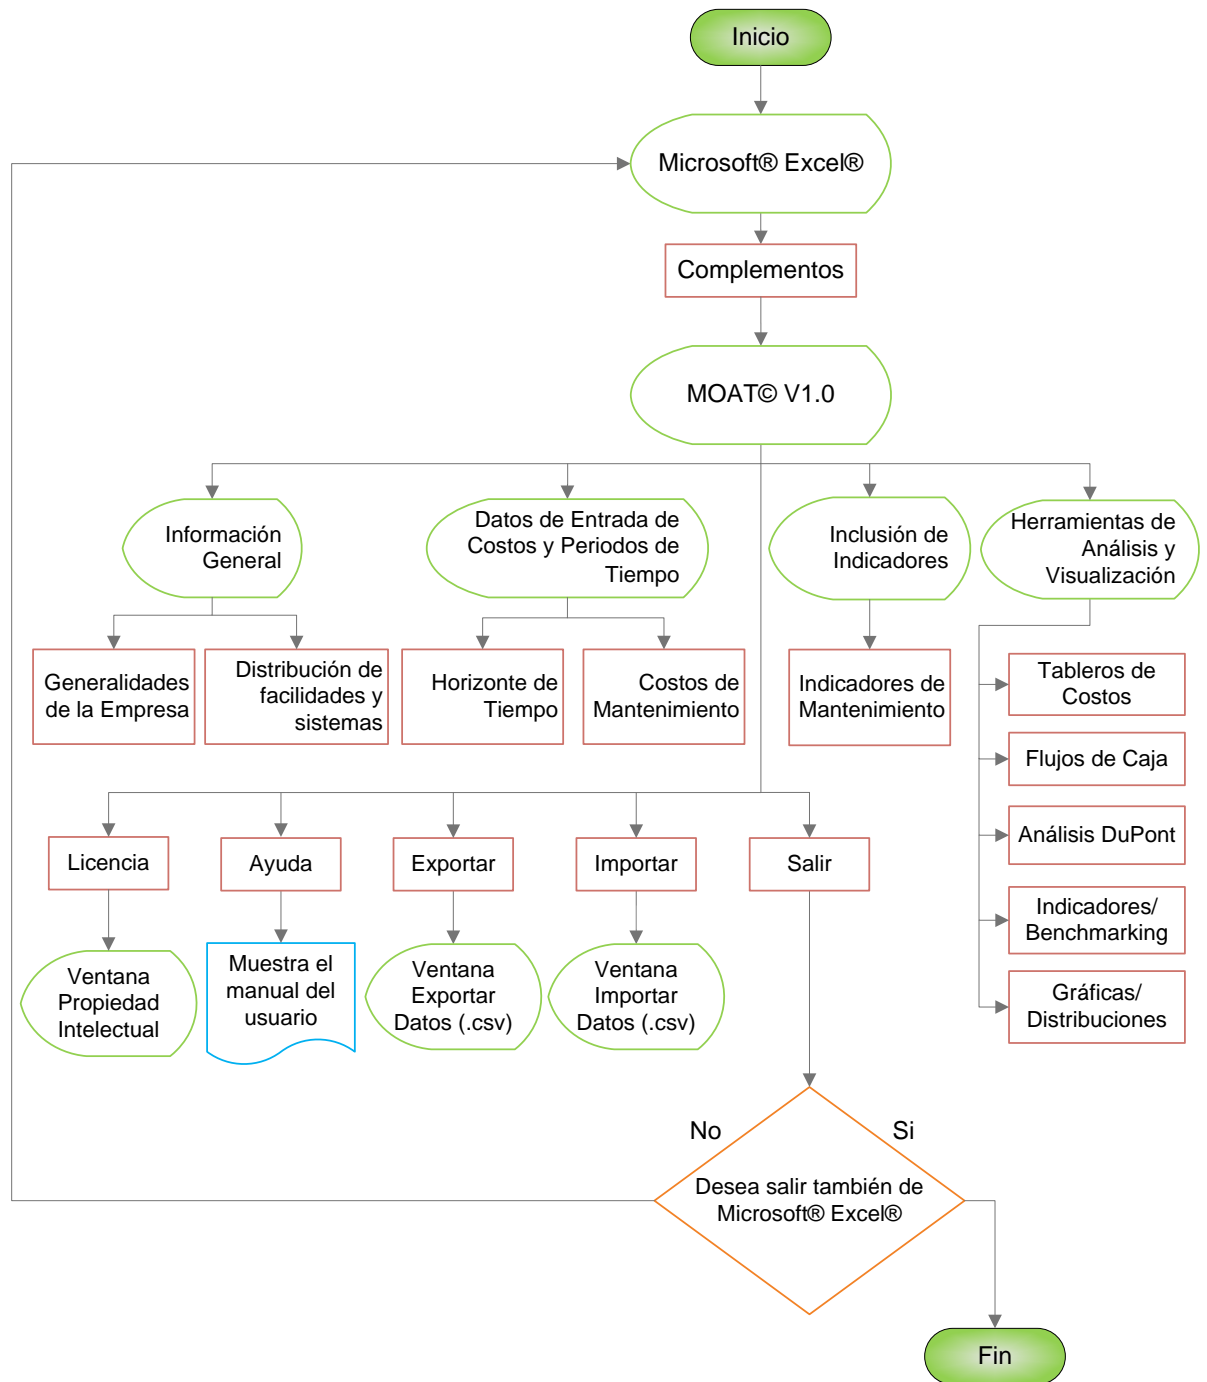 Inicio
Microsoft® Excel®
Complementos
MOAT© V1.0
Información
General
Datos de Entrada de
Costos y Periodos de
Tiempo
Inclusión de
Indicadores
Herramientas de
Análisis y
Visualización
Generalidades
de la Empresa
Distribución de
facilidades y
sistemas
Horizonte de
Tiempo
Costos de
Mantenimiento
Indicadores de
Mantenimiento
Tableros de
Costos
Flujos de Caja
Análisis DuPont
Indicadores/
Benchmarking
Gráficas/
Distribuciones
Licencia
Ayuda
Exportar
Importar
Salir
Ventana
Propiedad
Intelectual
Muestra el
manual del
usuario
Ventana
Exportar
Datos (.csv)
Ventana
Importar
Datos (.csv)
No
Si
Desea salir también de
Microsoft® Excel®
Fin